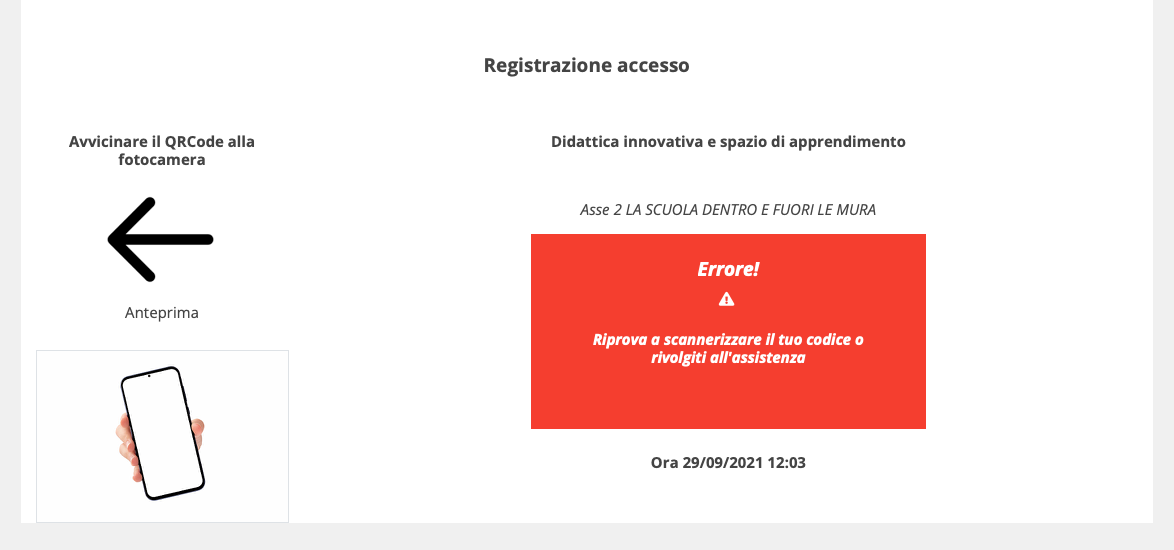 Registrazione accesso
Avvicinare il QRCode alla
fotocamera
Anteprima
Didattica innovativa e spazio di apprendimento
Asse 2 LA SCUOLA DENTRO E FUORI LE MURA
Errore!
Riprova a scannerizzare il tuo codice o
rivolgiti all'assistenza
Ora 29/09/2021 12:03